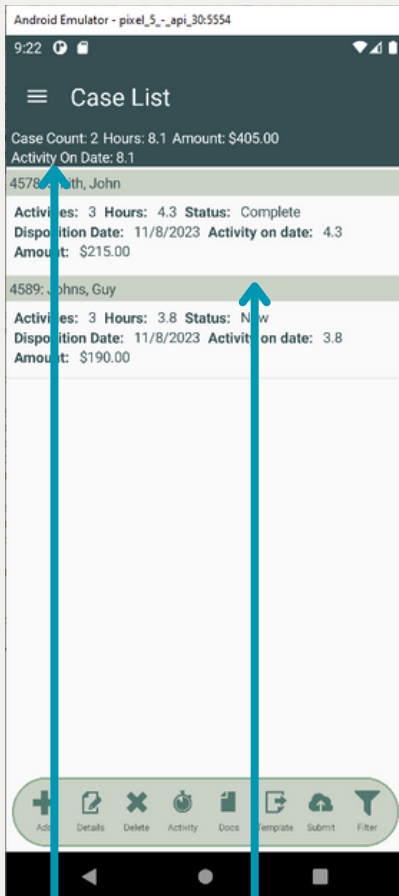 Android Emulator - pixel_5_-_api_30:5554
9:22
Case List
Case Count: 2 Hours: 8.1 Amount: $405.00
Activity On Date: 8.1
4578: Smith, John
Activities: 3 Hours: 4.3 Status: Complete
Disposition Date: 11/8/2023 Activity on date: 4.3
Amount: $215.00
4589: Johns, Guy
Activities: 3 Hours: 3.8 Status: New
Disposition Date: 11/8/2023 Activity on date: 3.8
Amount: $190.00
Add Details Delete Activity Docs Template Submit Filter